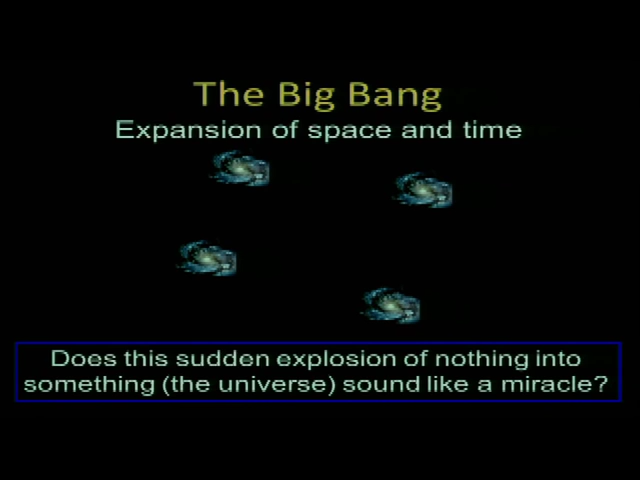 The Big Bang
Expansion of space and time
Does this sudden explosion of nothing into
something (the universe) sound like a miracle?